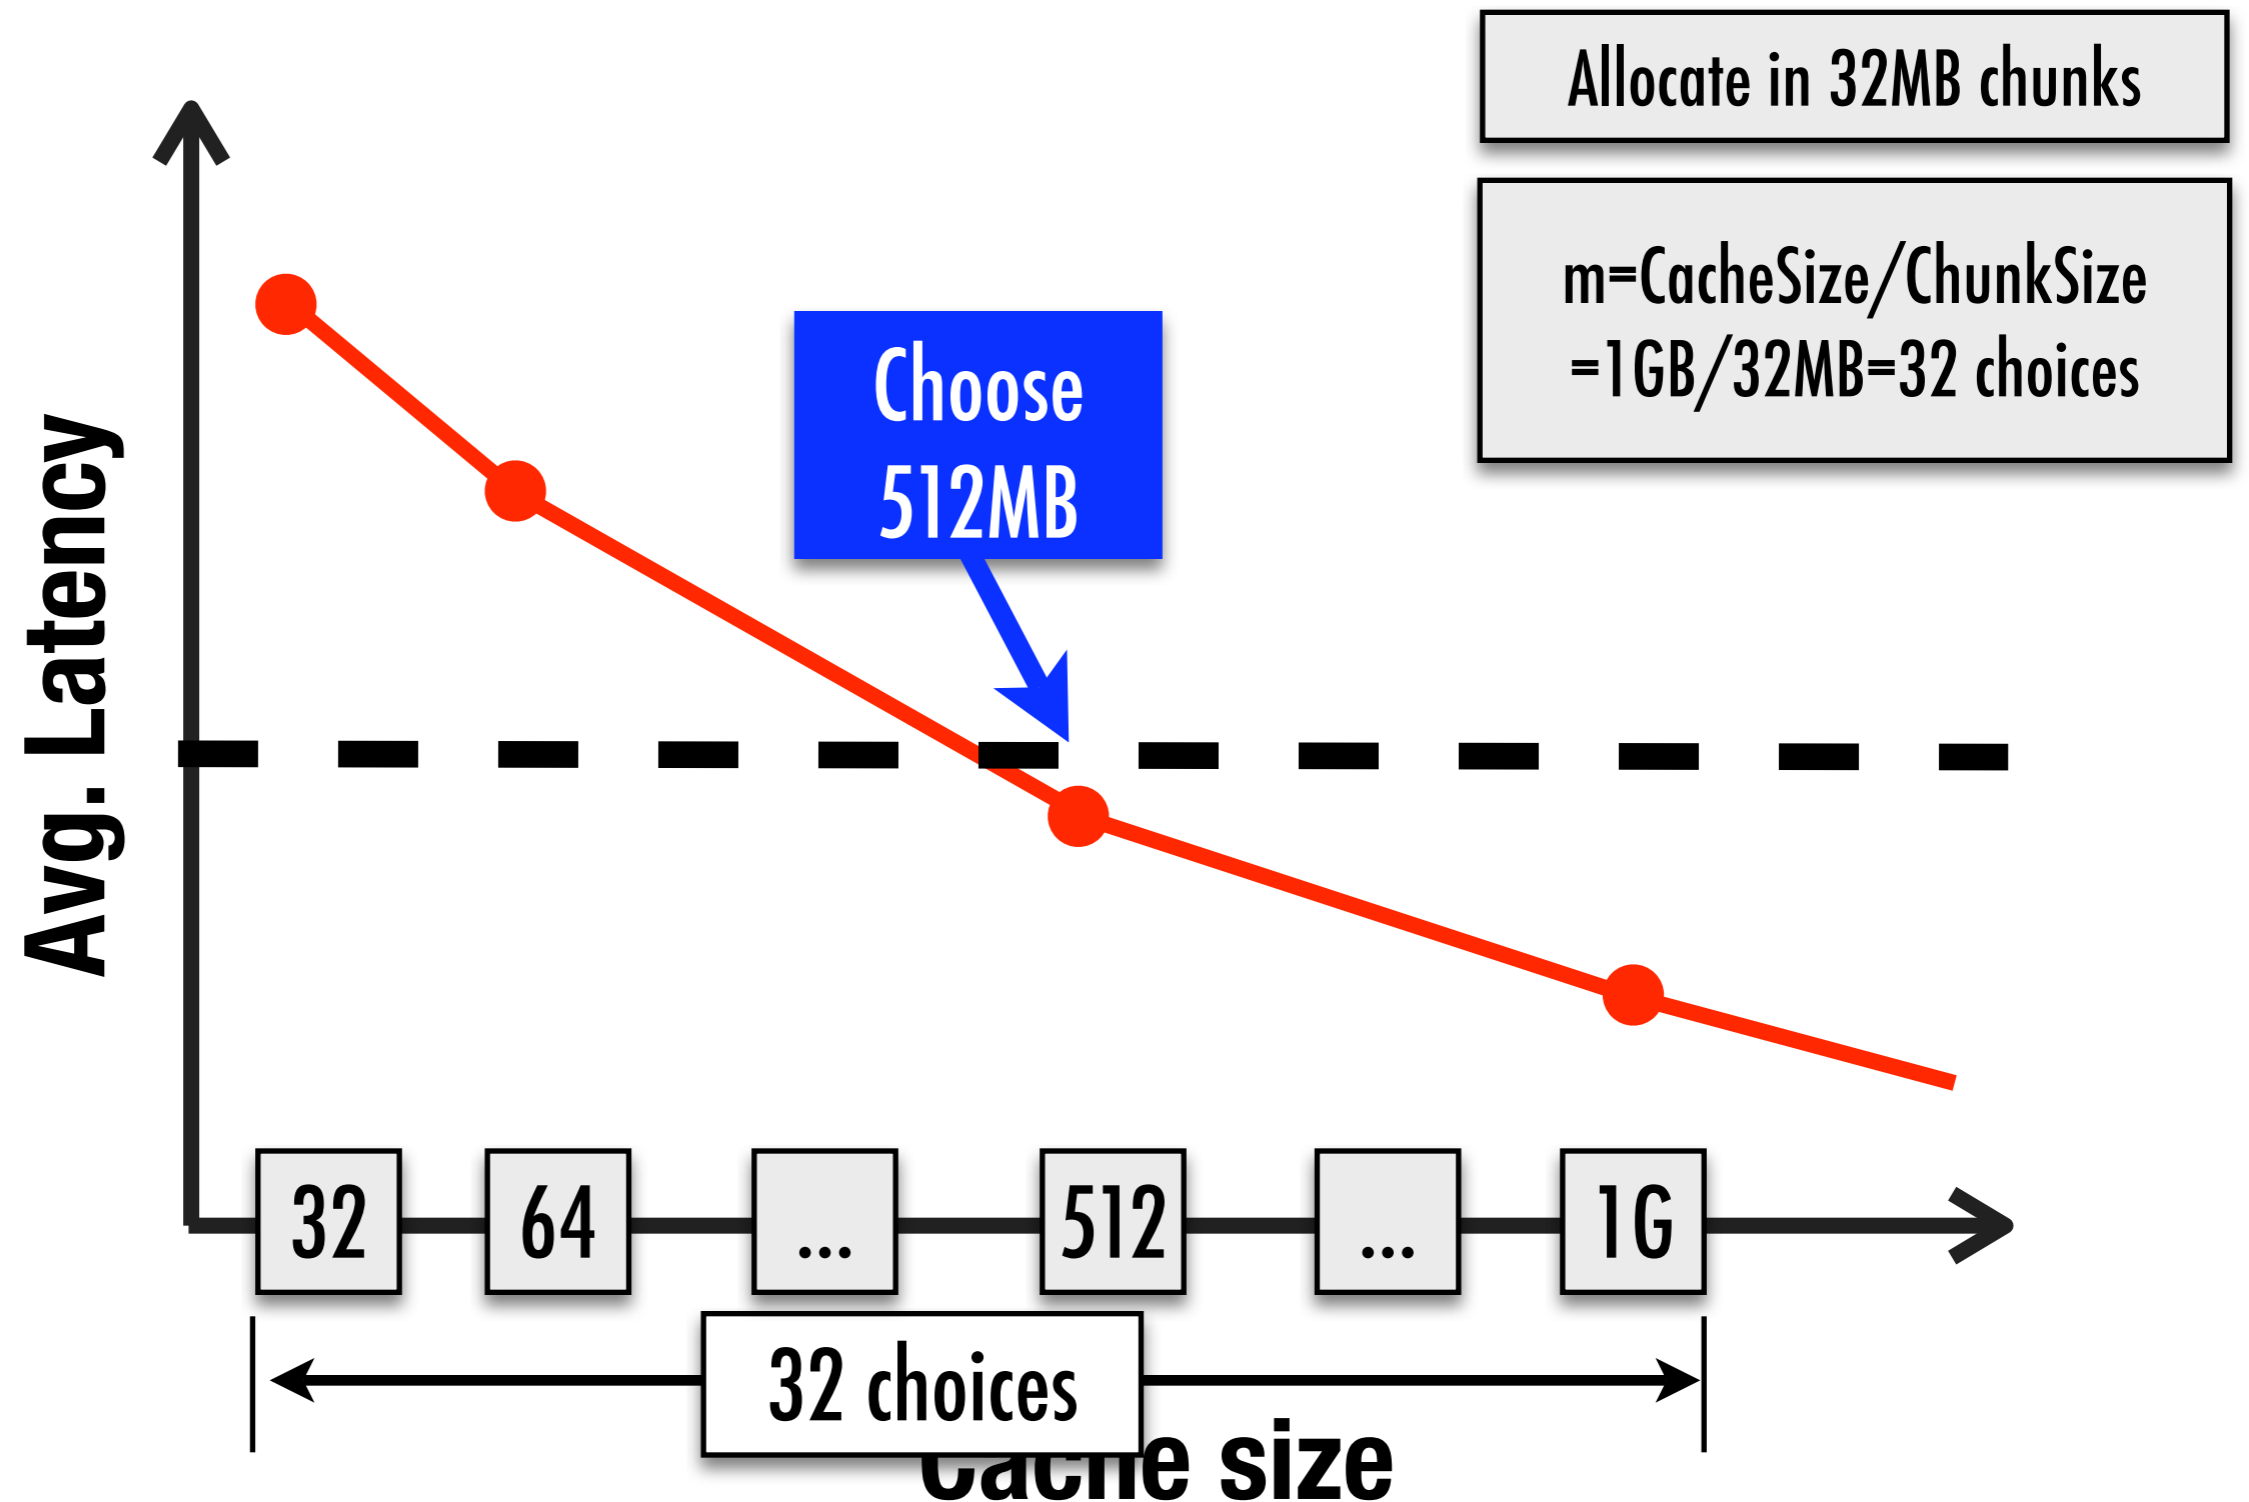 Allocate in 32MB chunks
m=CacheSize/ChunkSize
=1GB/32MB=32 choices
Choose
512MB
Avg. Latency
32
64
...
512
...
1G
32 choices
Cache size